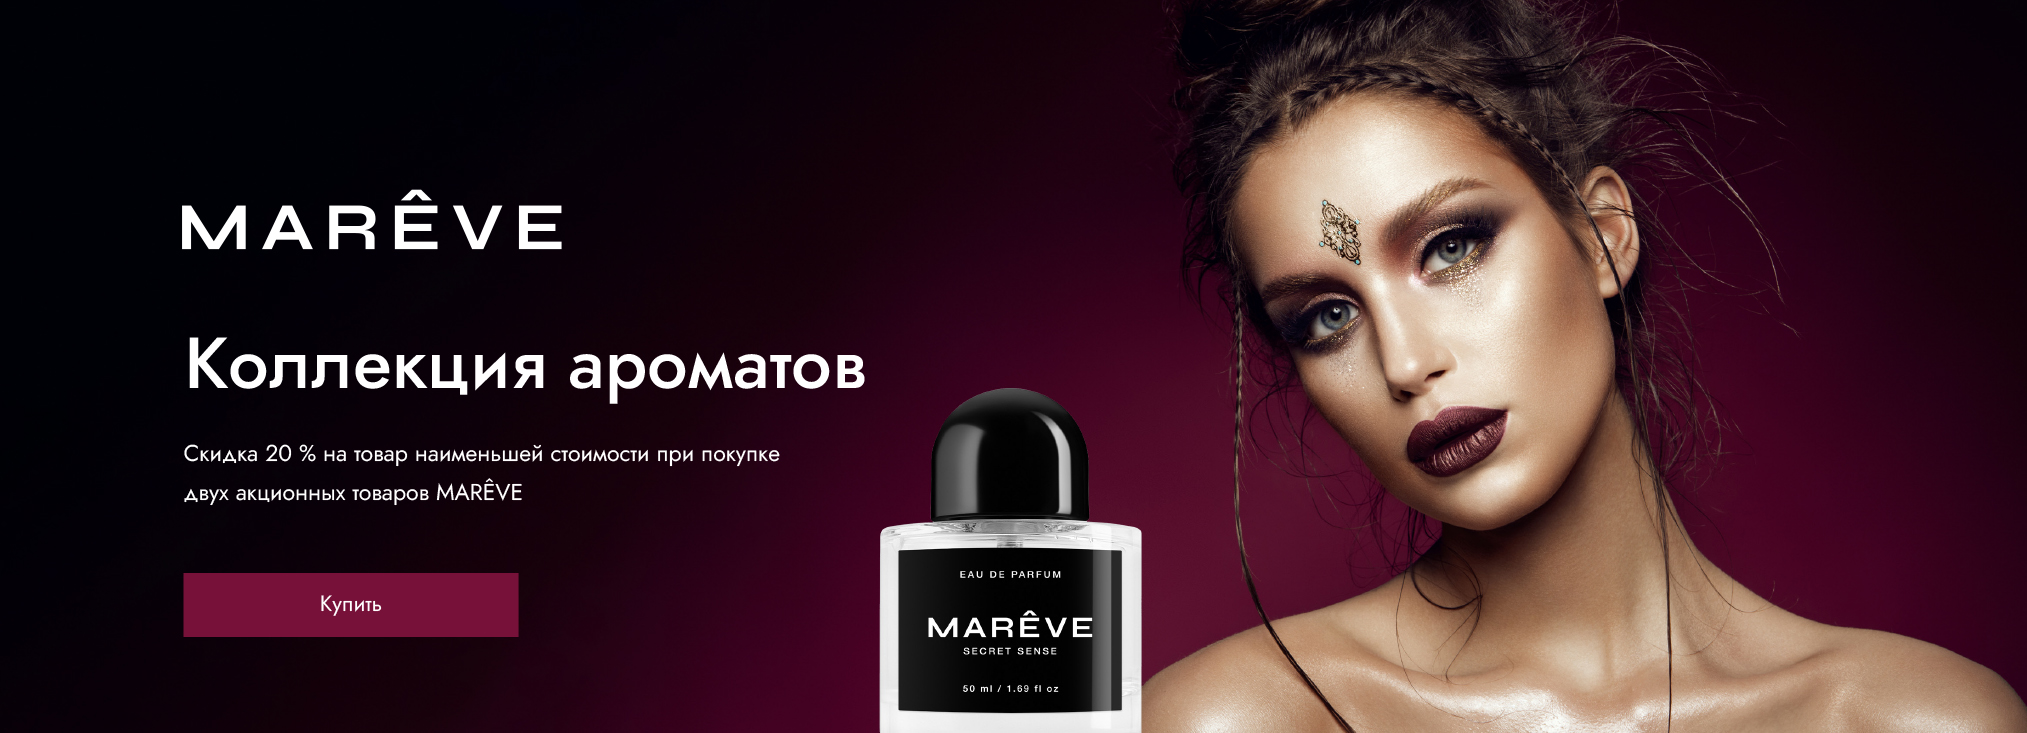 MARÊVE
Коллекция ароматов
Скидка 20 % на товар наименьшей стоимости при покупке
двух акционных товаров MARÊVE
Купить
EAU DE PARFUM
MARÊVE
SECRET SENSE
50 ml / 1.69 fl oz